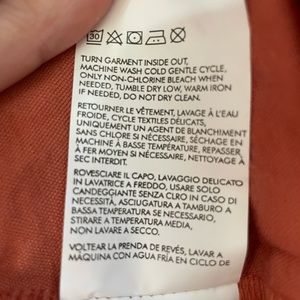 30
TURN GARMENT INSIDE OUT,
MACHINE WASH COLD GENTLE CYCLE,
ONLY NON-CHLORINE BLEACH WHEN
NEEDED, TUMBLE DRY LOW, WARM IRON
IF NEEDED, DO NOT DRY CLEAN.
RETOURNER LE VÊTEMENT, LAVAGE À L'EAU
FROIDE, CYCLE TEXTILES DÉLICATS,
UNIQUEMENT UN AGENT DE BLANCHIMENT
SANS CHLORE SI NÉCESSAIRE, SÉCHAGE EN
MACHINE À BASSE TEMPÉRATURE, REPASSER
À FER MOYEN SI NÉCESSAIRE, NETTOYAGE À
SEC INTERDIT.
ROVESCIARE IL CAPO, LAVAGGIO DELICATO
IN LAVATRICE A FREDDO, USARE SOLO
CANDEGGIANTE SENZA CLRO IN CASO DI
NECESSITÀ, ASCIUGATURA A TAMBURO A
BASSA TEMPERATURA SE NECESSARIO,
STIRARE A MEDIA TEMPERATURA, NON
NON LAVARE A SECCO.
VOLTEAR LA PRENDA DE REVÉS, LAVAR A
MÁQUINA CON AGUA FRÍA EN CICLO DE